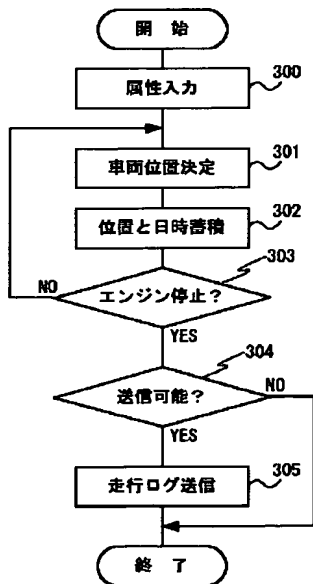 開 始
属性入力
300
車両位置決定
301
位置と日時蓄積
302
303
エンジン停止？
NO
YES
304
送信可能？
NO
YES
走行ログ送信
305
終 了